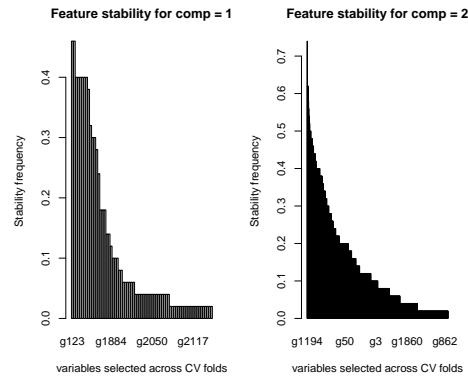 Feature stability for comp = 1
Stability frequency
0.4
0.3
0.2
0.1
0.0
g123 g1884 g2050 g2117
variables selected across CV folds
Feature stability for comp = 2
Stability frequency
0.7
0.6
0.5
0.4
0.3
0.2
0.1
0.0
g1194 g50 g3 g1860 g862
variables selected across CV folds